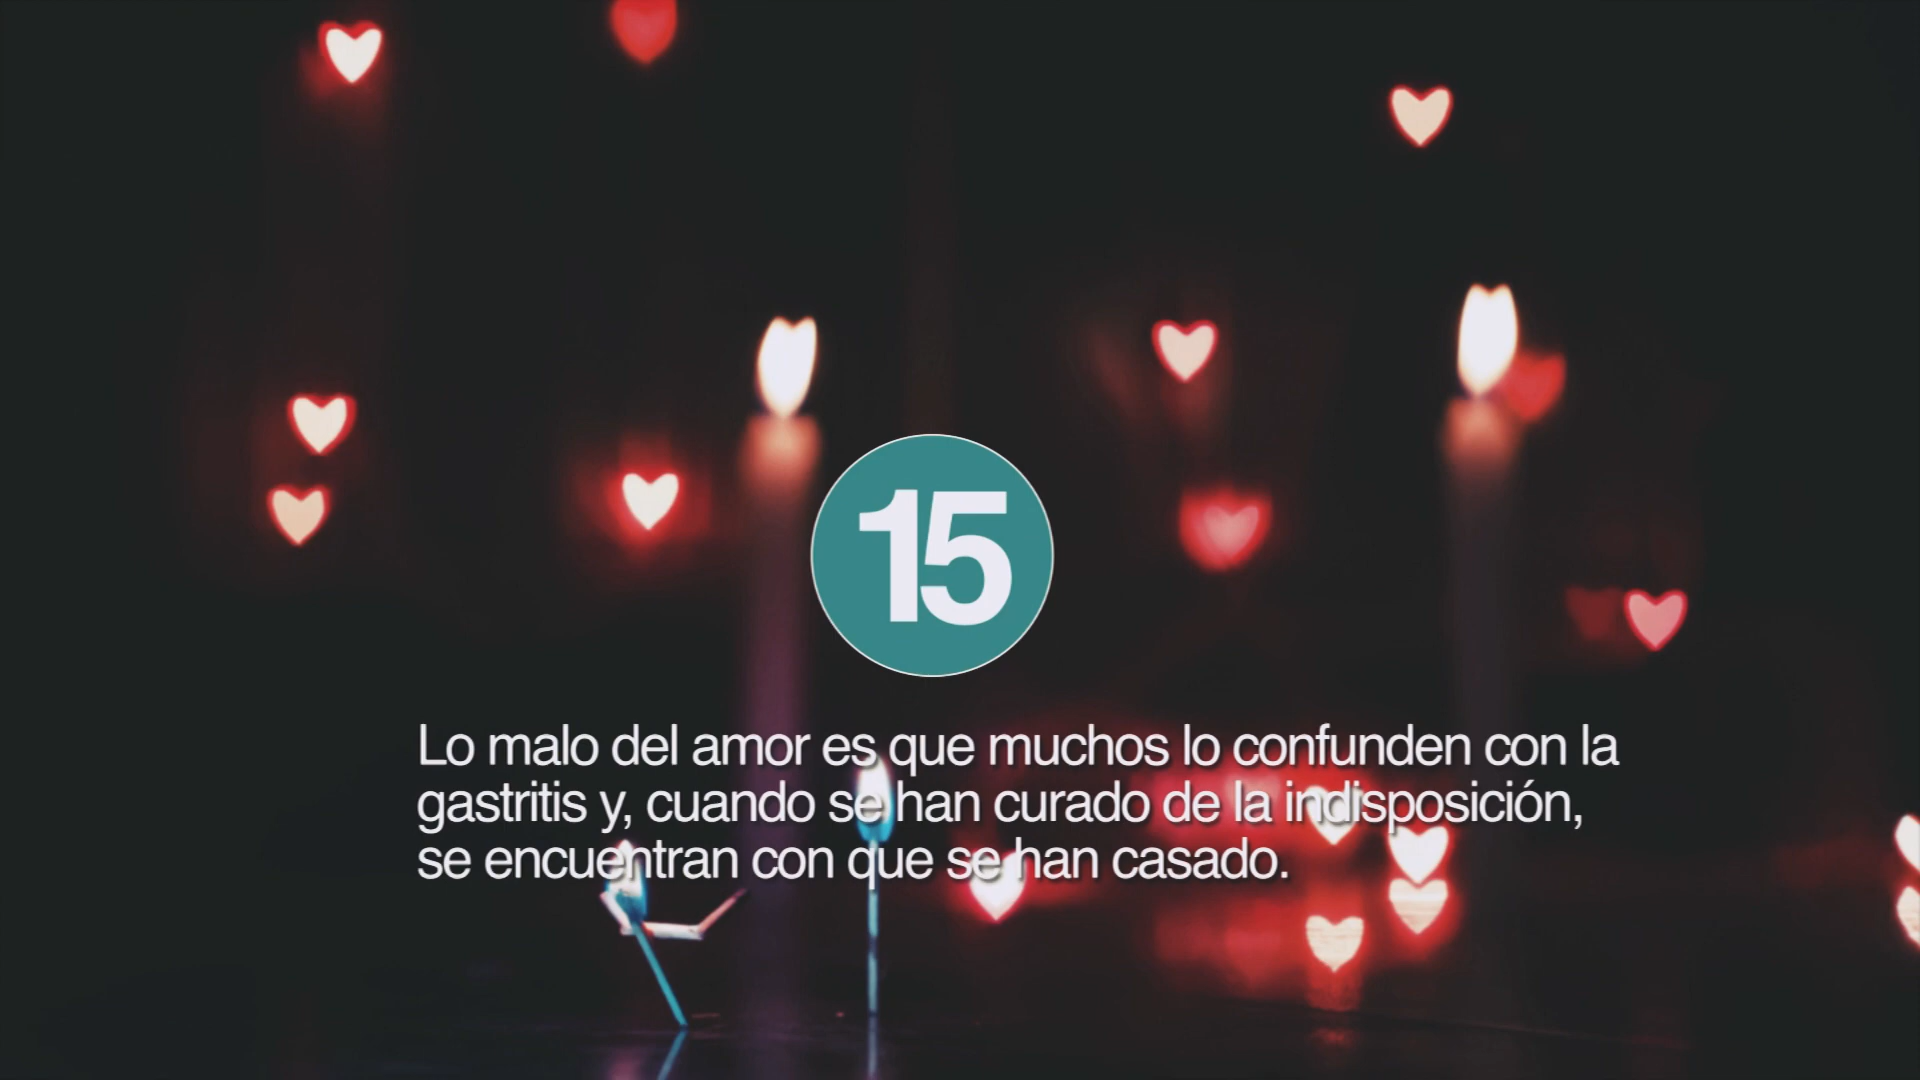 15
Lo malo del amor es que muchos lo confunden con la
gastritis y, cuando se han curado de la indisposición,
se encuentran con que se han casado.